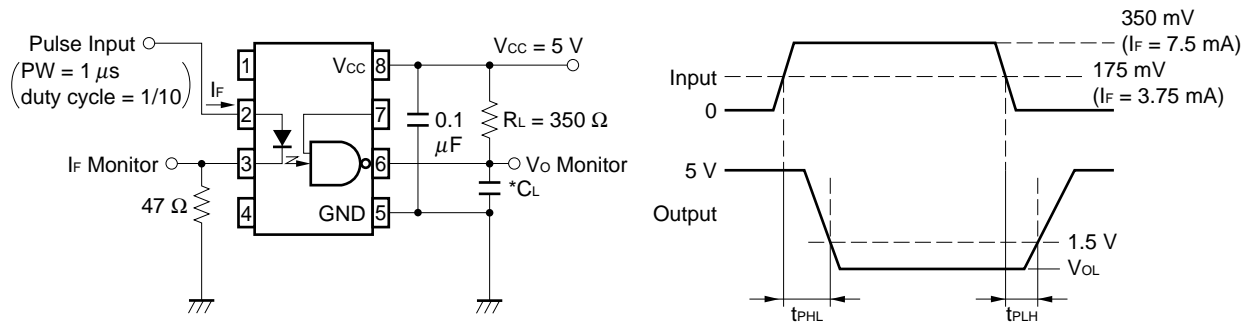 Pulse Input
(PW = 1 μs
duty cycle = 1/10)
IF
1
2
3
4
VCC 8
7
6
GND 5
IF Monitor
47 Ω
VCC = 5 V
0.1
μF
RL = 350 Ω
VO Monitor
*CL
Input
0
350 mV
(IF = 7.5 mA)
175 mV
(IF = 3.75 mA)
5 V
Output
1.5 V
VOL
tPHL
tPLH